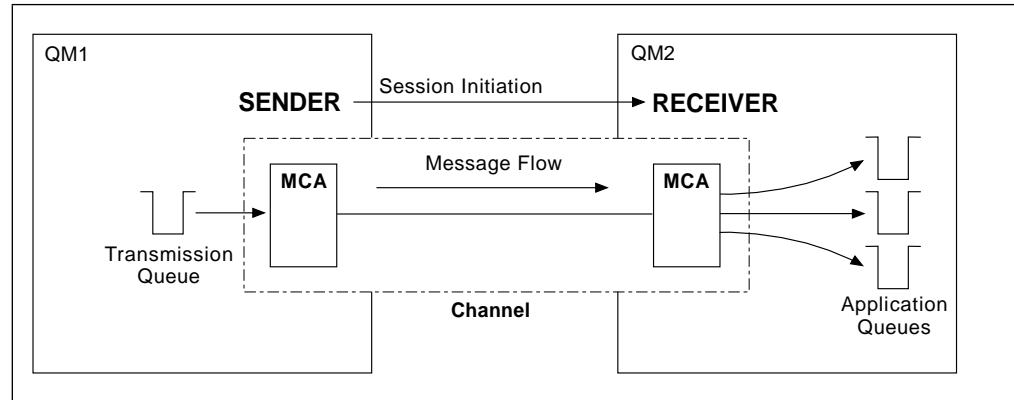 QM1
QM2
Session Initiation
SENDER
RECEIVER
Message Flow
MCA
MCA
Transmission
Queue
Channel
Application
Queues